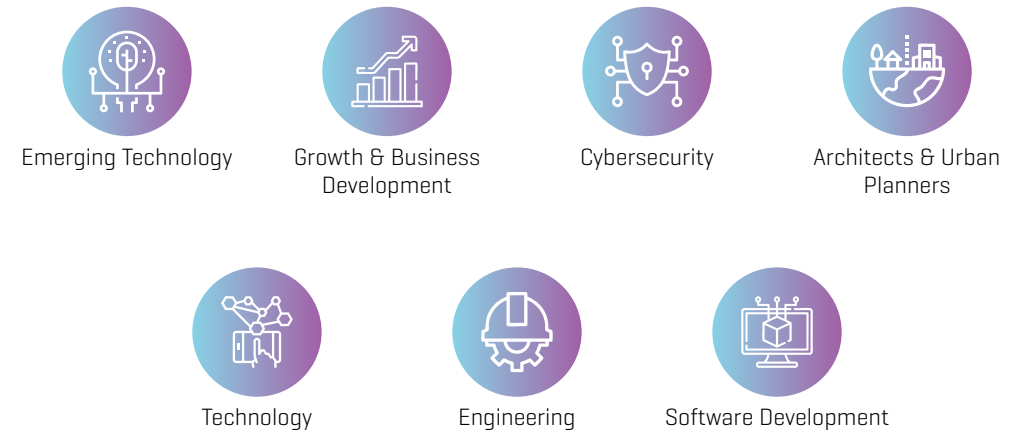 Emerging Technology
Growth & Business
Development
Cybersecurity
Architects & Urban
Planners
Technology
Engineering
Software Development